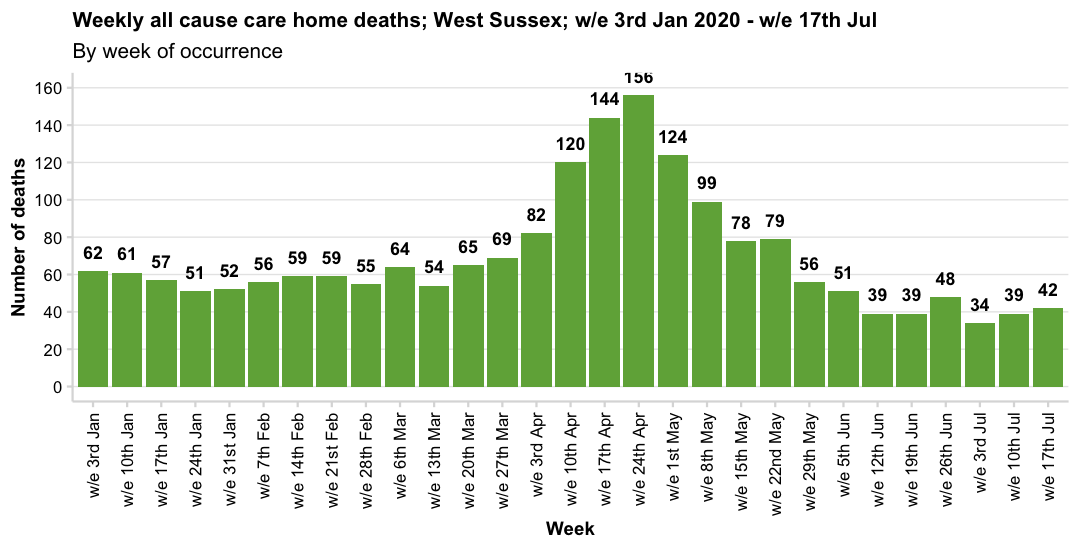 Weekly all cause care home deaths; West Sussex; w/e 3rd Jan 2020 - w/e 17th Jul
By week of occurrence
Number of deaths
160
140
120
100
80
60
40
20
0
62
61
57
51
52
56
59
59
55
64
54
65
69
82
120
144
156
124
99
78
79
56
51
39
39
48
34
39
42
w/e 3rd Jan
w/e 10th Jan
w/e 17th Jan
w/e 24th Jan
w/e 31st Jan
w/e 7th Feb
w/e 14th Feb
w/e 21st Feb
w/e 28th Feb
w/e 6th Mar
w/e 13th Mar
w/e 20th Mar
w/e 27th Mar
w/e 3rd Apr
w/e 10th Apr
w/e 17th Apr
w/e 24th Apr
w/e 1st May
w/e 8th May
w/e 15th May
w/e 22nd May
w/e 29th May
w/e 5th Jun
w/e 12th Jun
w/e 19th Jun
w/e 26th Jun
w/e 3rd Jul
w/e 10th Jul
w/e 17th Jul
Week